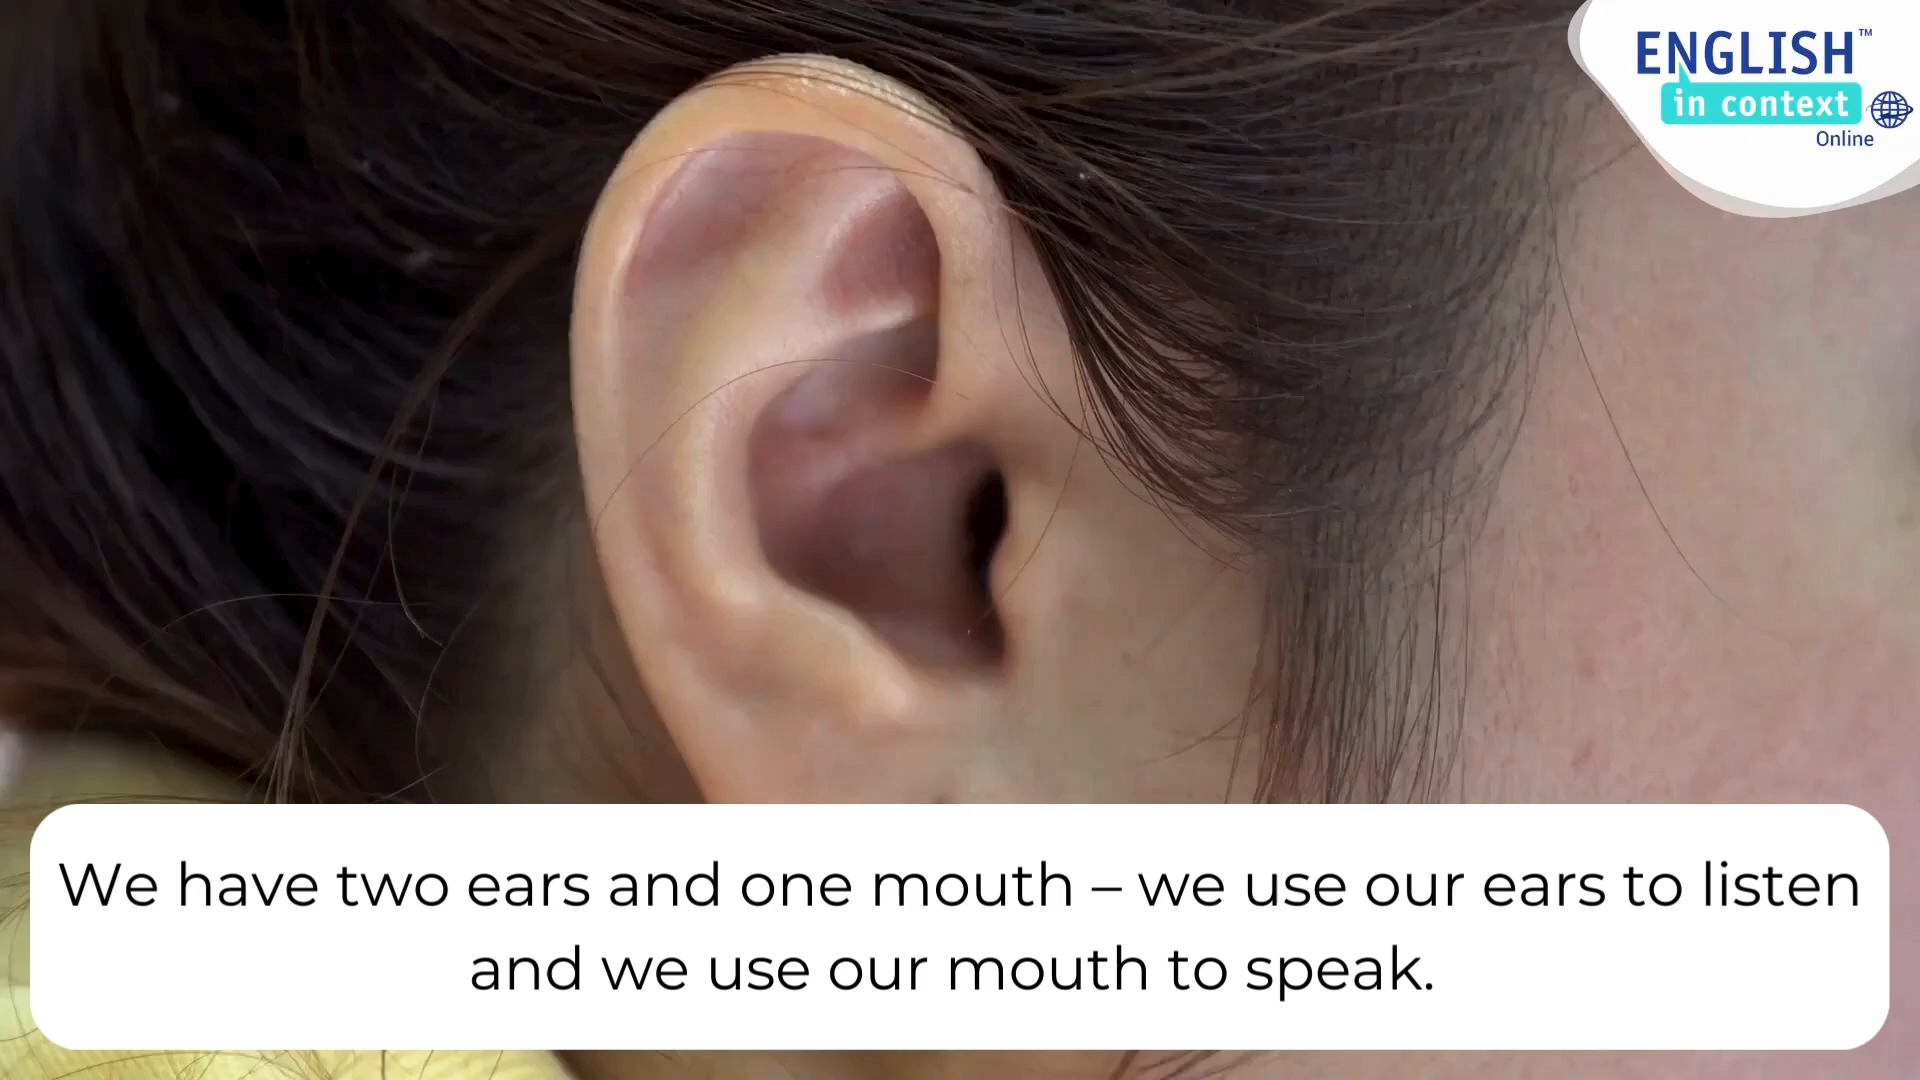 ENGLISH™
in context
Online
We have two ears and one mouth – we use our ears to listen
and we use our mouth to speak.